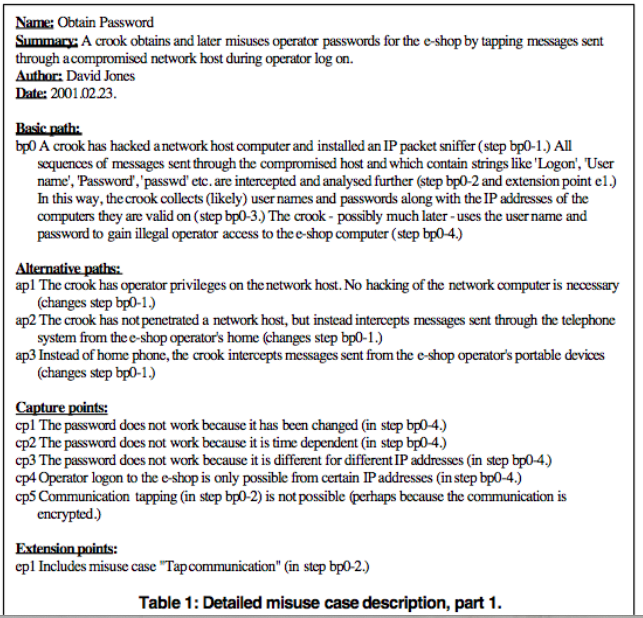 Name: Obtain Password
Summary: A crook obtains and later misuses operator passwords for the e-shop by tapping messages sent
through a compromised network host during operator log on.
Author: David Jones
Date: 2001.02.23.
Basic path:
bp0 A crook has hacked a network host computer and installed an IP packet sniffer (step bp0-1.) All
sequences of messages sent through the compromised host and which contain strings like 'Logon', 'User
name', 'Password', 'passwd' etc. are intercepted and analysed further (step bp0-2 and extension point e1.)
In this way, the crook collects (likely) user names and passwords along with the IP addresses of the
computers they are valid on (step bp0-3.) The crook - possibly much later - uses the user name and
password to gain illegal operator access to the e-shop computer (step bp0-4.)
Alternative paths:
ap1 The crook has operator privileges on the network host. No hacking of the network computer is necessary
(changes step bp0-1.)
ap2 The crook has not penetrated a network host, but instead intercepts messages sent through the telephone
system from the e-shop operator's home (changes step bp0-1.)
ap3 Instead of home phone, the crook intercepts messages sent from the e-shop operator's portable devices
(changes step bp0-1.)
Capture points:
cp1 The password does not work because it has been changed (in step bp0-4.)
cp2 The password does not work because it is time dependent (in step bp0-4.)
cp3 The password does not work because it is different for different IP addresses (in step bp0-4.)
cp4 Operator logon to the e-shop is only possible from certain IP addresses (in step bp0-4.)
cp5 Communication tapping (in step bp0-2) is not possible (perhaps because the communication is
encrypted.)
Extension points:
ep1 Includes misuse case "Tap communication" (in step bp0-2.)
Table 1: Detailed misuse case description, part 1.